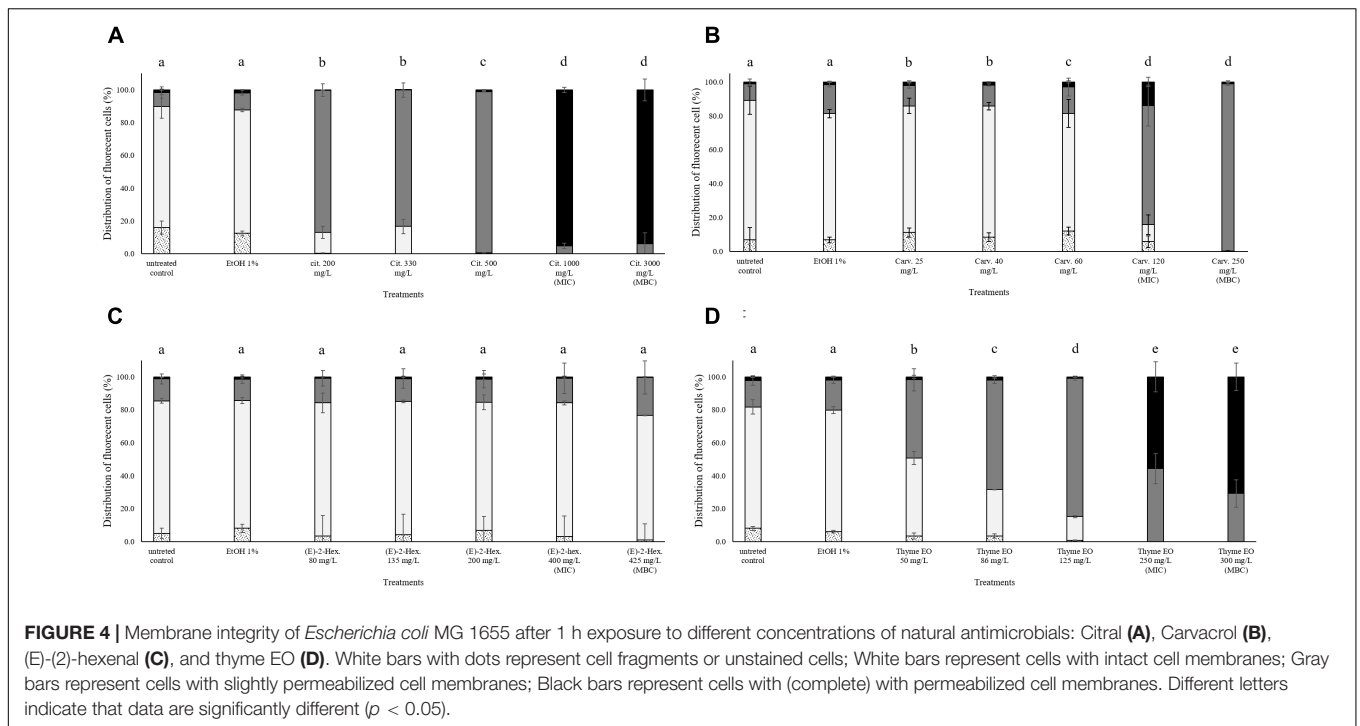 A
a a b b c d d
Distribution of fluorescent cells (%)
100.0
80.0
60.0
40.0
20.0
0.0
untreated control
EtOH 1%
cit. 200 mg/L
Cit. 330 mg/L
Cit. 500 mg/L
Cit. 1000 mg/L (MIC)
Cit. 3000 mg/L (MBC)
Treatments
B
a a b b c d d
Distribution of fluorescent cell (%)
100.0
80.0
60.0
40.0
20.0
0.0
untreted control
EtOH 1%
Carv. 25 mg/L
Carv. 40 mg/L
Carv. 60 mg/L
Carv. 120 mg/L (MIC)
Carv. 250 mg/L (MBC)
Treatments
C
a a a a a a a
Distribution of fluorescent cells (%)
100.0
80.0
60.0
40.0
20.0
0.0
untreted control
EtOH 1%
(E)-2-Hex. 80 mg/L
(E)-2-Hex. 135 mg/L
(E)-2-Hex. 200 mg/L
(E)-2-hex. 400 mg/L (MIC)
(E)-2-Hex. 425 mg/L (MBC)
Treatments
D :
a a b c d e e
Distribution of fluorescent cells (%)
100.0
80.0
60.0
40.0
20.0
0.0
untreted control
EtOH 1%
Thyme EO 50 mg/L
Thyme EO 86 mg/L
Thyme EO 125 mg/L
Thyme EO 250 mg/L (MIC)
Thyme EO 300 mg/L (MBC)
Treatments
FIGURE 4 | Membrane integrity of Escherichia coli MG 1655 after 1 h exposure to different concentrations of natural antimicrobials: Citral (A), Carvacrol (B),
(E)-(2)-hexenal (C), and thyme EO (D). White bars with dots represent cell fragments or unstained cells; White bars represent cells with intact cell membranes; Gray
bars represent cells with slightly permeabilized cell membranes; Black bars represent cells with (complete) with permeabilized cell membranes. Different letters
indicate that data are significantly different (p < 0.05).